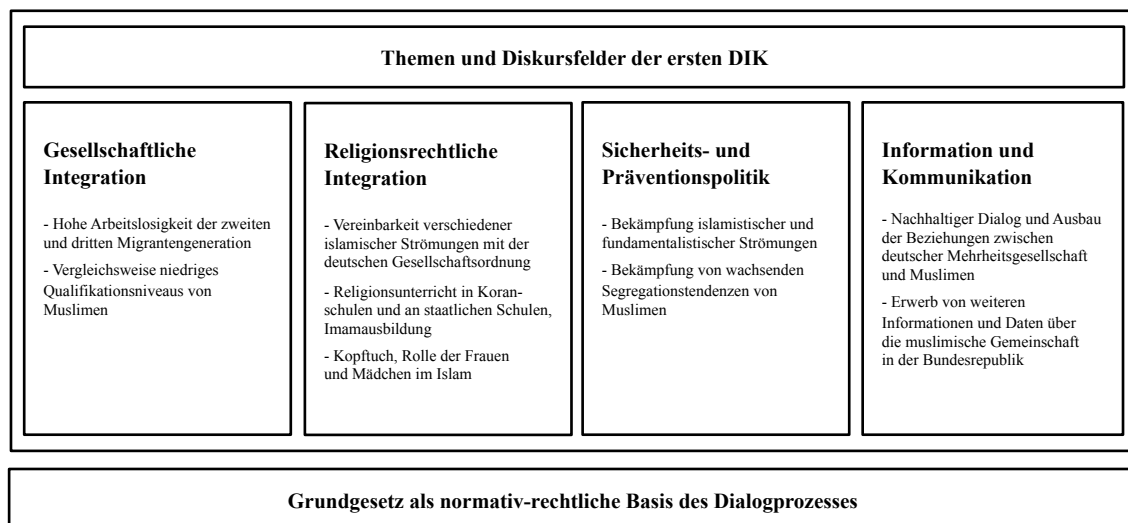 Themen und Diskursfelder der ersten DIK
Gesellschaftliche
Integration
- Hohe Arbeitslosigkeit der zweiten
und dritten Migrantengeneration
- Vergleichsweise niedriges
Qualifikationsniveaus von
Muslimen
Religionsrechtliche
Integration
- Vereinbarkeit verschiedener
islamischer Strömungen mit der
deutschen Gesellschaftsordnung
- Religionsunterricht in Koran-
schulen und an staatlichen Schulen,
Imamausbildung
- Kopftuch, Rolle der Frauen
und Mädchen im Islam
Sicherheits- und
Präventionspolitik
- Bekämpfung islamistischer und
fundamentalistischer Strömungen
- Bekämpfung von wachsenden
Segregationstendenzen von
Muslimen
Information und
Kommunikation
- Nachhaltiger Dialog und Ausbau
der Beziehungen zwischen
deutscher Mehrheitsgesellschaft
und Muslimen
- Erwerb von weiteren
Informationen und Daten über
die muslimische Gemeinschaft
in der Bundesrepublik
Grundgesetz als normativ-rechtliche Basis des Dialogprozesses